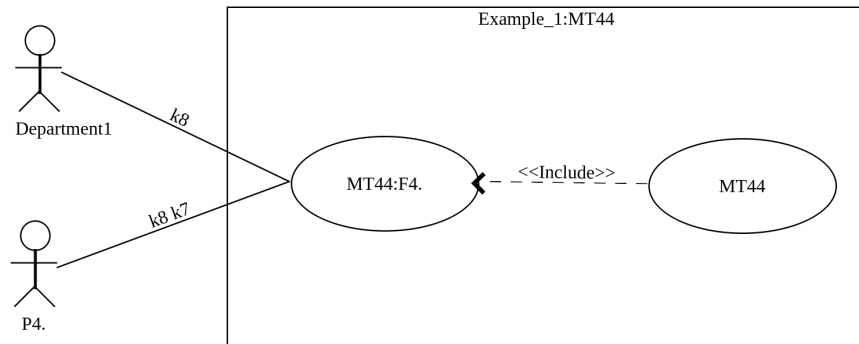 Example_1:MT44
k8
Department1
<<Include>>
MT44:F4.
MT44
k8 k7
P4.